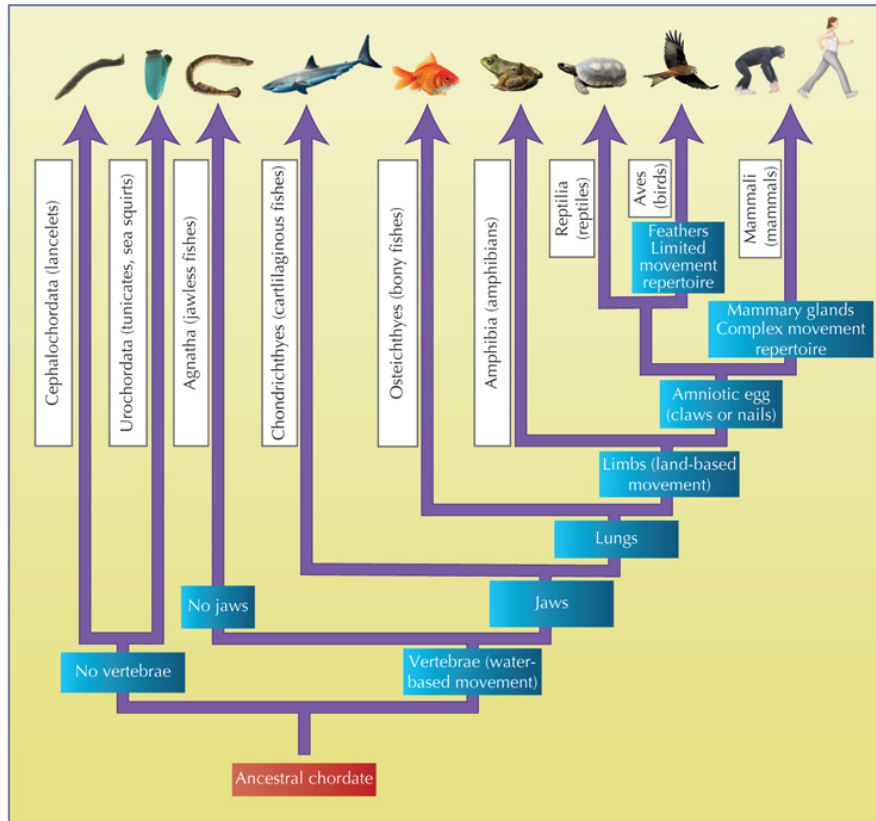 Cephalochordata (lancelets)
Urochordata (tunicates, sea squirts)
Agnatha (jawless fishes)
Chondrichthyes (cartlilaginous fishes)
Osteichthyes (bony fishes)
Amphibia (amphibians)
Reptilia
(reptiles)
Aves
(birds)
Mammali
(mammals)
Feathers
Limited
movement
repertoire
Mammary glands
Complex movement
repertoire
Amniotic egg
(claws or nails)
Limbs (land-based
movement)
Lungs
No jaws
Jaws
No vertebrae
Vertebrae (water-
based movement)
Ancestral chordate